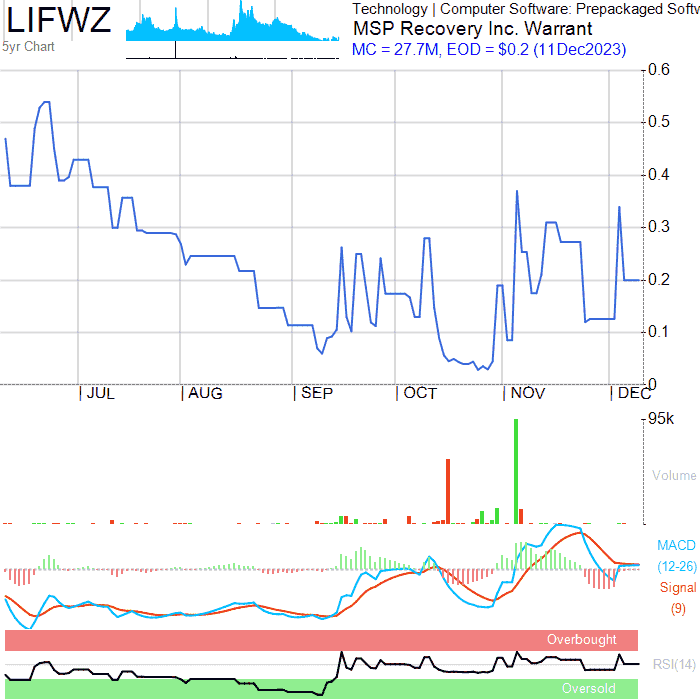 LIFWZ
5yr Chart
Technology | Computer Software: Prepackaged Softw
MSP Recovery Inc. Warrant
MC = 27.7M, EOD = $0.2 (11Dec2023)
0.6
0.5
0.4
0.3
0.2
0.1
0
| JUL | AUG | SEP | OCT | NOV | DEC
95k
Volume
MACD
(12-26)
Signal
(9)
Overbought
RSI(14)
Oversold